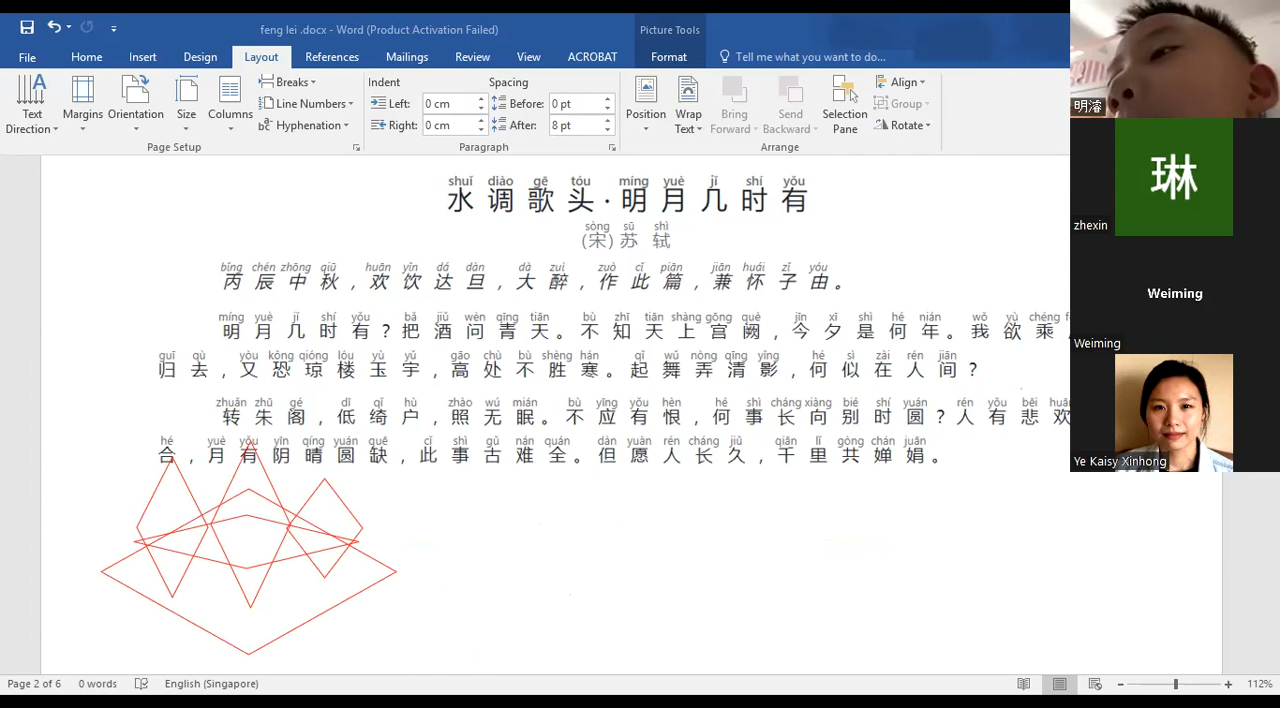 feng lei .docx - Word (Product Activation Failed)
Picture Tools
File Home Insert Design Layout References Mailings Review View ACROBAT Format Tell me what you want to do...
Text Direction
Margins
Orientation
Size
Columns
Breaks
Line Numbers
Hyphenation
Page Setup
Indent
Left: 0 cm
Right: 0 cm
Spacing
Before: 0 pt
After: 8 pt
Paragraph
Position
Wrap Text
Bring Forward
Send Backward
Selection Pane
Align
Group
Rotate
Arrange
shuǐ diào gē tóu míng yuè jǐ shí yǒu
水调歌头·明月几时有
sòng sū shì
(宋)苏轼
bǐng chén zhōng qiū huān yǐn dá dàn dà zuì zuò cǐ piān jiān huái zǐ yóu
丙辰中秋,欢饮达旦,大醉,作此篇,兼怀子由。
míng yuè jǐ shí yǒu bǎ jiǔ wèn qīng tiān bù zhī tiān shàng gōng què jīn xī shì hé nián wǒ yù chéng
明月几时有?把酒问青天。不知天上宫阙,今夕是何年。我欲乘
guī qù yòu kǒng qióng lóu yù yǔ gāo chù bù shèng hán qǐ wǔ nòng qīng yǐng hé sì zài rén jiān
归去,又恐琼楼玉宇,高处不胜寒。起舞弄清影,何似在人间?
zhuǎn zhū gé dī qǐ hù zhào wú mián bù yīng yǒu hèn hé shì cháng xiàng bié shí yuán rén yǒu bēi huān
转朱阁,低绮户,照无眠。不应有恨,何事长向别时圆?人有悲欢
hé yuè yǒu yīn qíng yuán quē cǐ shì gǔ nán quán dàn yuàn rén cháng jiǔ qiān lǐ gòng chán juān
合,月有阴晴圆缺,此事古难全。但愿人长久,千里共婵娟。
明濬
琳
zhexin
Weiming
Weiming
Ye Kaisy Xinhong
Page 2 of 6 0 words English (Singapore) 112%